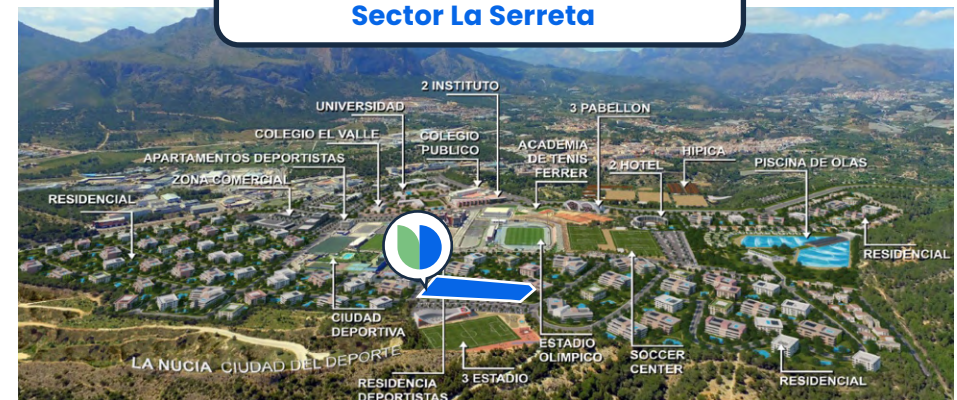 Sector La Serreta
2 INSTITUTO
UNIVERSIDAD
3 PABELLON
COLEGIO EL VALLE
COLEGIO
PUBLICO
ACADEMIA
DE TENÍS
FERRER
APARTAMENTOS DEPORTISTAS
2 HOTEL
HIPICA
PISCINA DE OLAS
ZONA COMERCIAL
RESIDENCIAL
RESIDENCIAL
CIUDAD
DEPORTIVA
ESTADIO
OLIMPICO
SOCCER
CENTER
LA NUCIA CIUDAD DEL DEPORTE
RESIDENCIA
DEPORTISTAS
3 ESTADIO
RESIDENCIAL